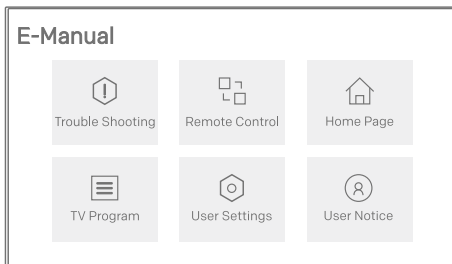 E-Manual
Trouble Shooting
Remote Control
Home Page
TV Program
User Settings
User Notice